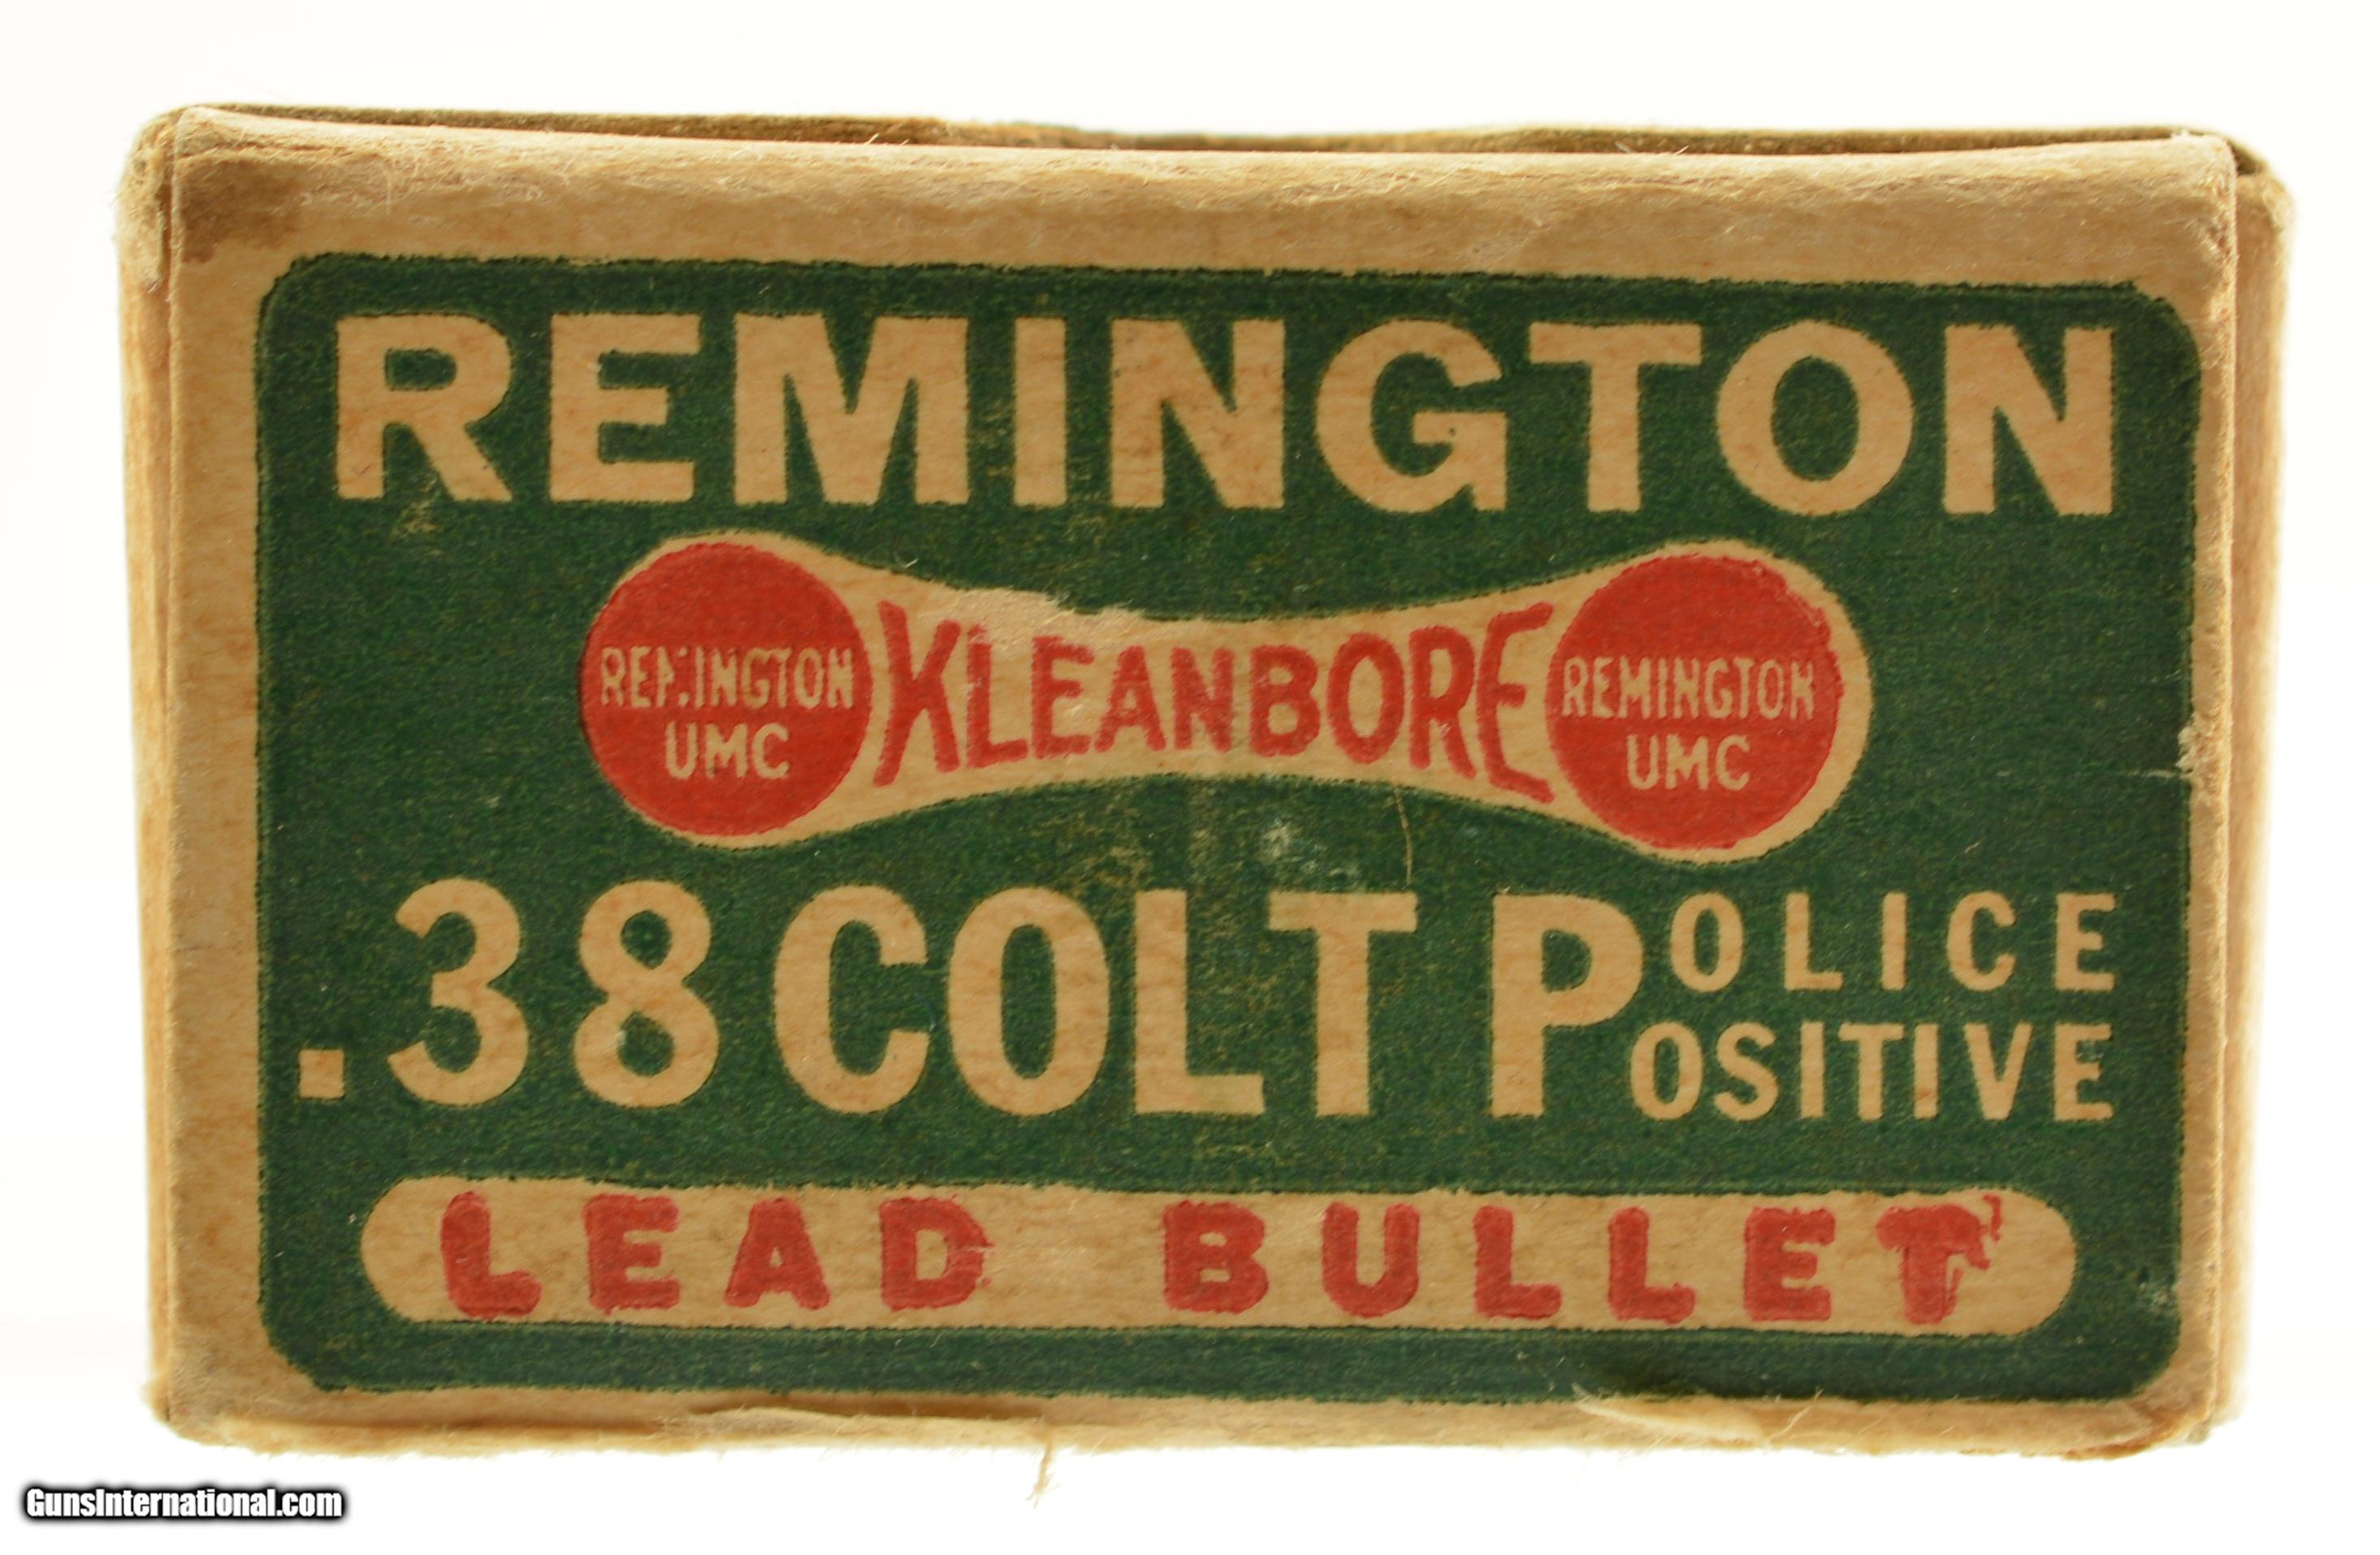 REMINGTON
REMINGTON UMC KLEANBORE REMINGTON UMC
.38 COLT POLICE POSITIVE
LEAD BULLET
GunsInternational.com